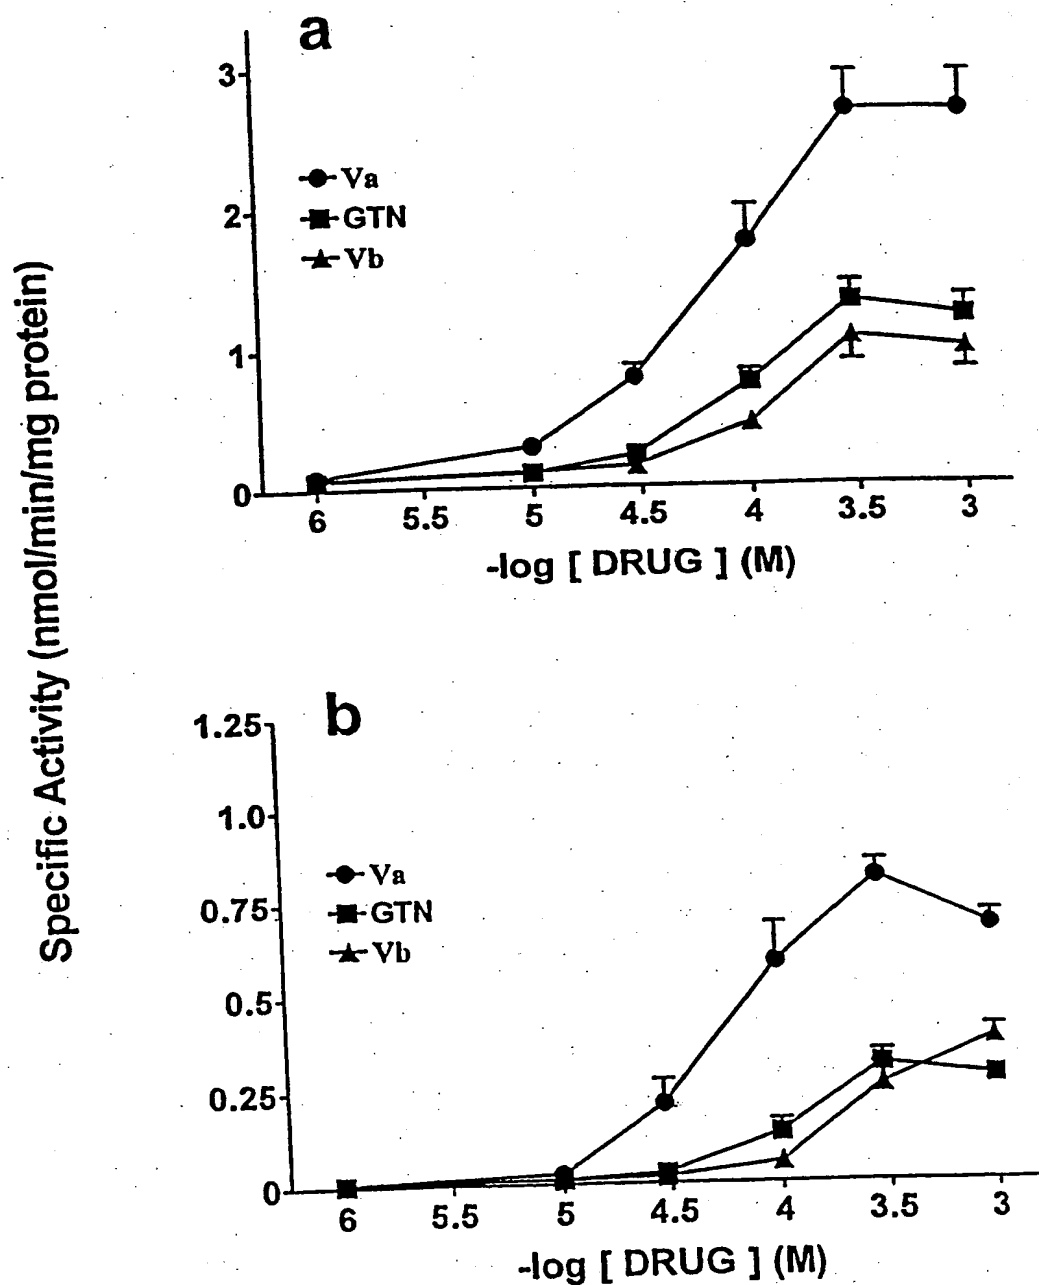 a
3
2
1
0
Va
GTN
Vb
6 5.5 5 4.5 4 3.5 3
-log [ DRUG ] (M)
Specific Activity (nmol/min/mg protein)
b
1.25
1.0
0.75
0.5
0.25
0
Va
GTN
Vb
6 5.5 5 4.5 4 3.5 3
-log [ DRUG ] (M)